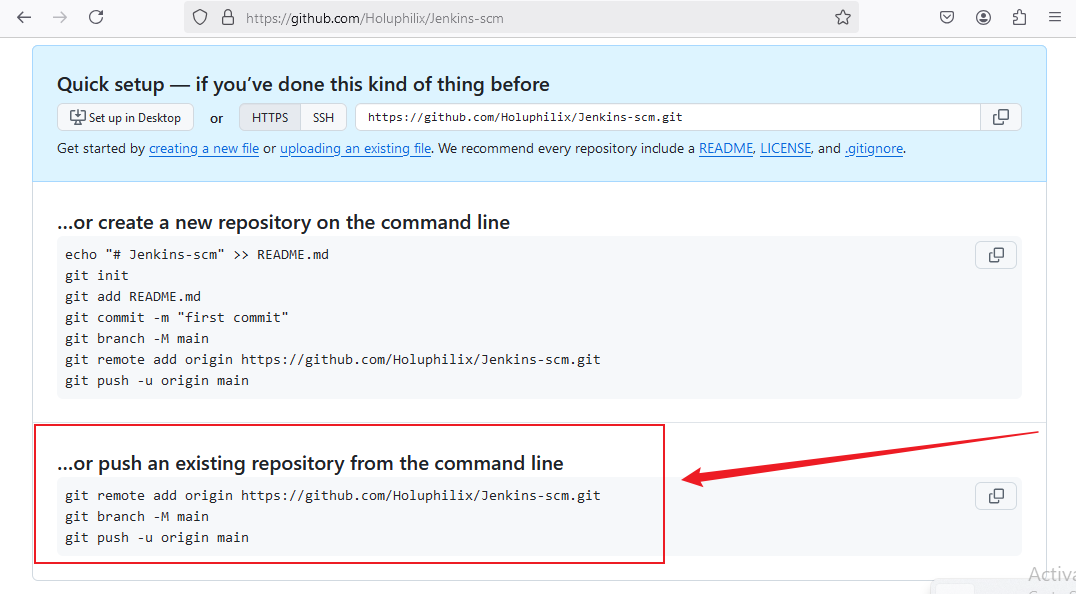 https://github.com/Holuphilix/Jenkins-scm
Quick setup — if you've done this kind of thing before
Set up in Desktop or HTTPS SSH https://github.com/Holuphilix/Jenkins-scm.git
Get started by creating a new file or uploading an existing file. We recommend every repository include a README, LICENSE, and .gitignore.
...or create a new repository on the command line
echo "# Jenkins-scm" >> README.md
git init
git add README.md
git commit -m "first commit"
git branch -M main
git remote add origin https://github.com/Holuphilix/Jenkins-scm.git
git push -u origin main
...or push an existing repository from the command line
git remote add origin https://github.com/Holuphilix/Jenkins-scm.git
git branch -M main
git push -u origin main
Activa